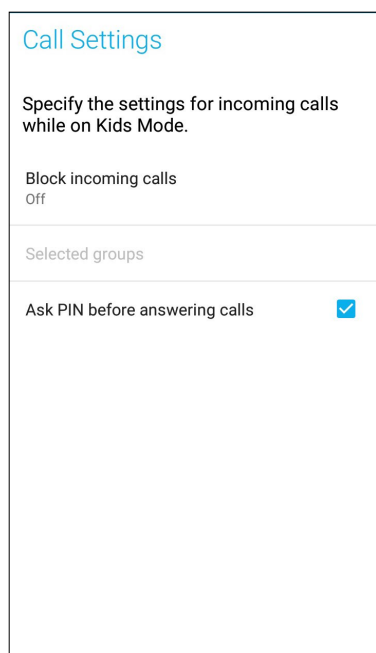 Call Settings
Specify the settings for incoming calls
while on Kids Mode.
Block incoming calls
Off
Selected groups
Ask PIN before answering calls